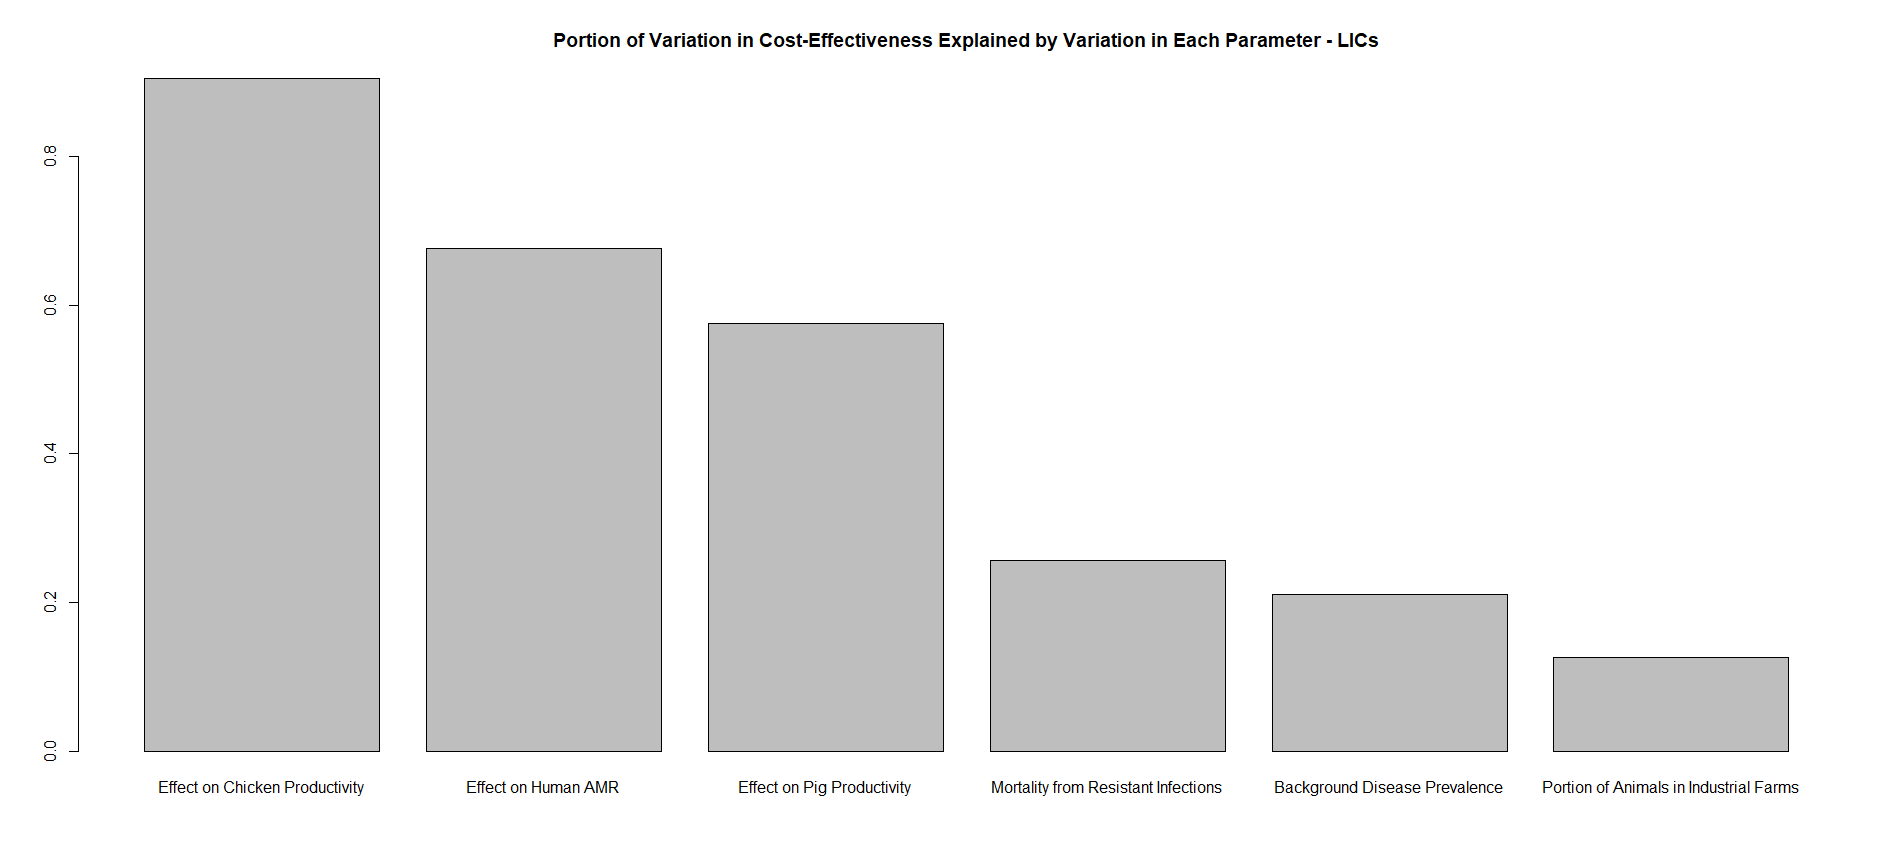 Portion of Variation in Cost-Effectiveness Explained by Variation in Each Parameter - LICs
0.8
0.6
0.4
0.2
0.0
Effect on Chicken Productivity
Effect on Human AMR
Effect on Pig Productivity
Mortality from Resistant Infections
Background Disease Prevalence
Portion of Animals in Industrial Farms